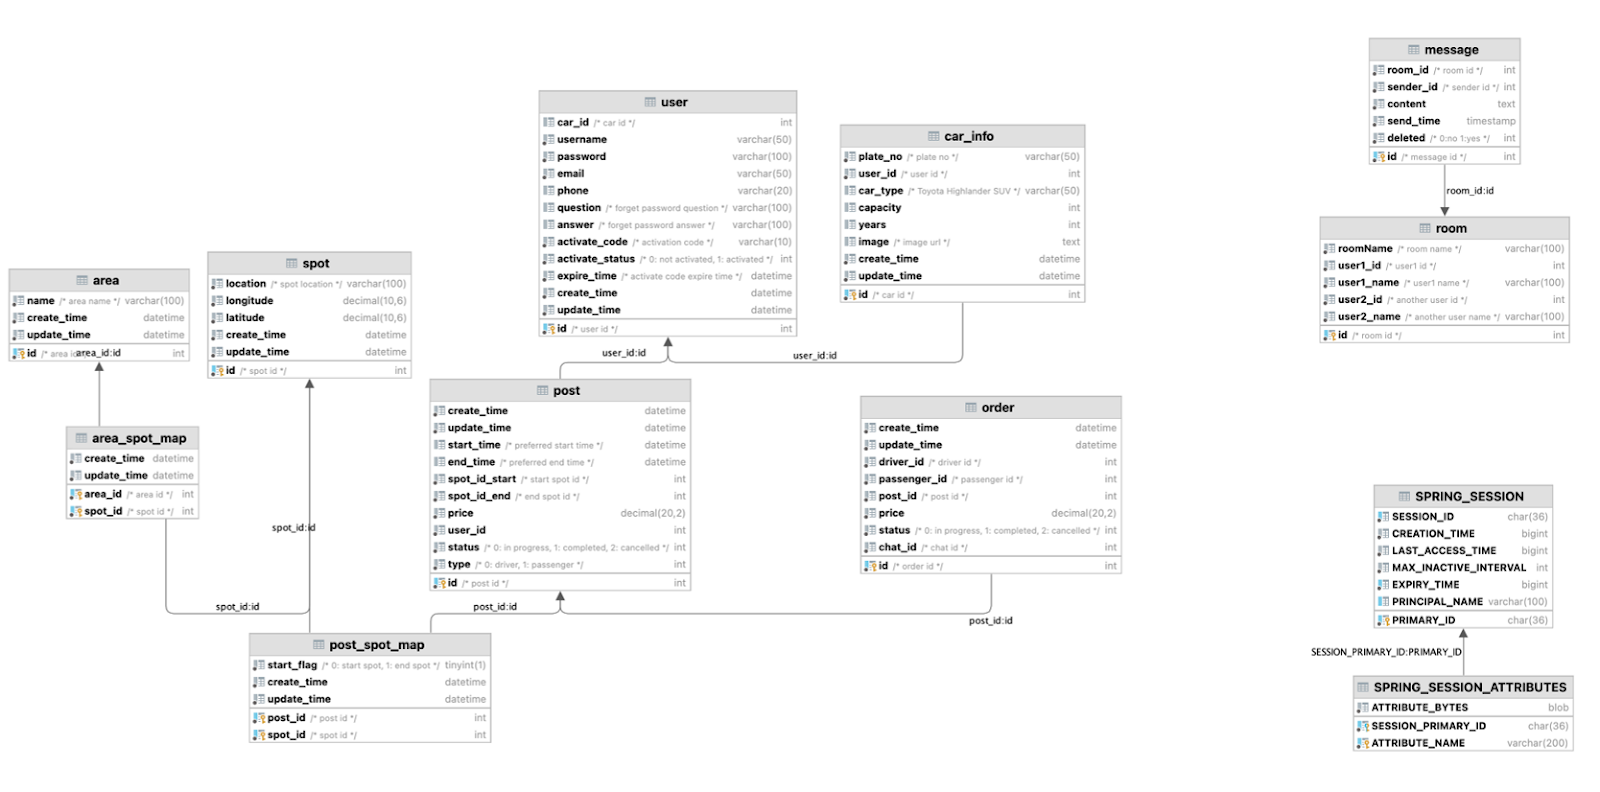 message
room_id /* room id */ int
sender_id /* sender id */ int
content text
send_time timestamp
deleted /* 0:no 1:yes */ int
id /* message id */ int
room_id:id
room
roomName /* room name */ varchar(100)
user1_id /* user1 id */ int
user1_name /* user1 name */ varchar(100)
user2_id /* another user id */ int
user2_name /* another user name */ varchar(100)
id /* room id */ int
user
car_id /* car id */ int
username varchar(50)
password varchar(100)
email varchar(50)
phone varchar(20)
question /* forget password question */ varchar(100)
answer /* forget password answer */ varchar(100)
activate_code /* activation code */ varchar(10)
activate_status /* 0: not activated, 1: activated */ int
expire_time /* activate code expire time */ datetime
create_time datetime
update_time datetime
id /* user id */ int
car_info
plate_no /* plate no */ varchar(50)
user_id /* user id */ int
car_type /* Toyota Highlander SUV */ varchar(50)
capacity int
years int
image /* image url */ text
create_time datetime
update_time datetime
id /* car id */ int
user_id:id
user_id:id
area
name /* area name */ varchar(100)
create_time datetime
update_time datetime
id /* area id */ int
area_id:id
spot
location /* spot location */ varchar(100)
longitude decimal(10,6)
latitude decimal(10,6)
create_time datetime
update_time datetime
id /* spot id */ int
area_spot_map
create_time datetime
update_time datetime
area_id /* area id */ int
spot_id /* spot id */ int
spot_id:id
spot_id:id
post
create_time datetime
update_time datetime
start_time /* preferred start time */ datetime
end_time /* preferred end time */ datetime
spot_id_start /* start spot id */ int
spot_id_end /* end spot id */ int
price decimal(20,2)
user_id int
status /* 0: in progress, 1: completed, 2: cancelled */ int
type /* 0: driver, 1: passenger */ int
id /* post id */ int
post_id:id
order
create_time datetime
update_time datetime
driver_id /* driver id */ int
passenger_id /* passenger id */ int
post_id /* post id */ int
price decimal(20,2)
status /* 0: in progress, 1: completed, 2: cancelled */ int
chat_id /* chat id */ int
id /* order id */ int
post_id:id
post_spot_map
start_flag /* 0: start spot, 1: end spot */ tinyint(1)
create_time datetime
update_time datetime
post_id /* post id */ int
spot_id /* spot id */ int
SPRING_SESSION
SESSION_ID char(36)
CREATION_TIME bigint
LAST_ACCESS_TIME bigint
MAX_INACTIVE_INTERVAL int
EXPIRY_TIME bigint
PRINCIPAL_NAME varchar(100)
PRIMARY_ID char(36)
SESSION_PRIMARY_ID:PRIMARY_ID
SPRING_SESSION_ATTRIBUTES
ATTRIBUTE_BYTES blob
SESSION_PRIMARY_ID char(36)
ATTRIBUTE_NAME varchar(200)